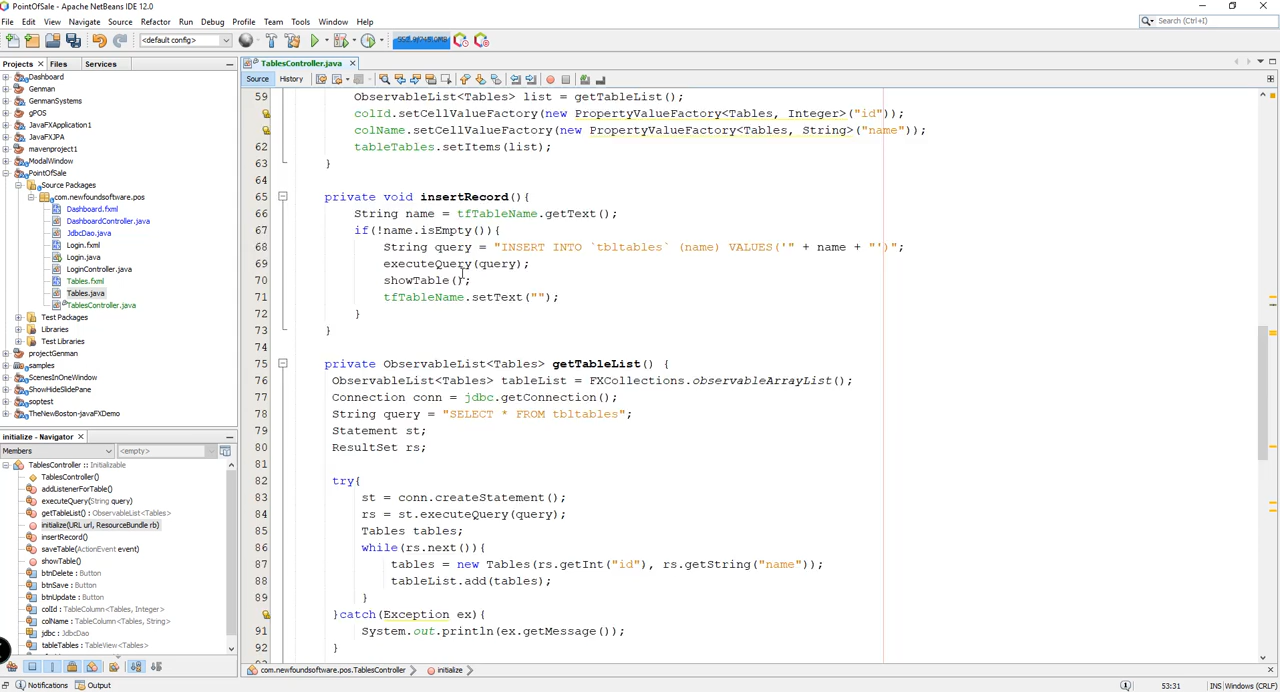 PointOfSale - Apache NetBeans IDE 12.0
File Edit View Navigate Source Refactor Run Debug Profile Team Tools Window Help
Search (Ctrl+I)
<default config>
Projects Files Services
TablesController.java
Source History
Dashboard
Genman
GenmanSystems
gPOS
JavaFXApplication1
JavaFXJPA
mavenproject1
ModalWindow
PointOfSale
Source Packages
com.newfoundsoftware.pos
Dashboard.fxml
DashboardController.java
JdbcDao.java
Login.fxml
Login.java
LoginController.java
Tables.fxml
Tables.java
TablesController.java
Test Packages
Libraries
Test Libraries
projectGenman
samples
ScenesInOneWindow
ShowHideSlidePane
soptest
TheNewBoston-javaFXDemo
initialize - Navigator
Members <empty>
TablesController :: Initializable
TablesController()
addListenerForTable()
executeQuery(String query)
getTableList() : ObservableList<Tables>
initialize(URL url, ResourceBundle rb)
insertRecord()
saveTable(ActionEvent event)
showTable()
btnDelete : Button
btnSave : Button
btnUpdate : Button
colId : TableColumn<Tables, Integer>
colName : TableColumn<Tables, String>
jdbc : JdbcDao
tableTables : TableView<Tables>
59 ObservableList<Tables> list = getTableList();
colId.setCellValueFactory(new PropertyValueFactory<Tables, Integer>("id"));
colName.setCellValueFactory(new PropertyValueFactory<Tables, String>("name"));
62 tableTables.setItems(list);
63 }
64
65 private void insertRecord(){
66 String name = tfTableName.getText();
67 if(!name.isEmpty()){
68 String query = "INSERT INTO `tbltables` (name) VALUES('" + name + "')";
69 executeQuery(query);
70 showTable();
71 tfTableName.setText("");
72 }
73 }
74
75 private ObservableList<Tables> getTableList() {
76 ObservableList<Tables> tableList = FXCollections.observableArrayList();
77 Connection conn = jdbc.getConnection();
78 String query = "SELECT * FROM tbltables";
79 Statement st;
80 ResultSet rs;
81
82 try{
83 st = conn.createStatement();
84 rs = st.executeQuery(query);
85 Tables tables;
86 while(rs.next()){
87 tables = new Tables(rs.getInt("id"), rs.getString("name"));
88 tableList.add(tables);
89 }
}catch(Exception ex){
91 System.out.println(ex.getMessage());
92 }
com.newfoundsoftware.pos.TablesController initialize
Notifications Output
53:31 INS Windows (CRLF)